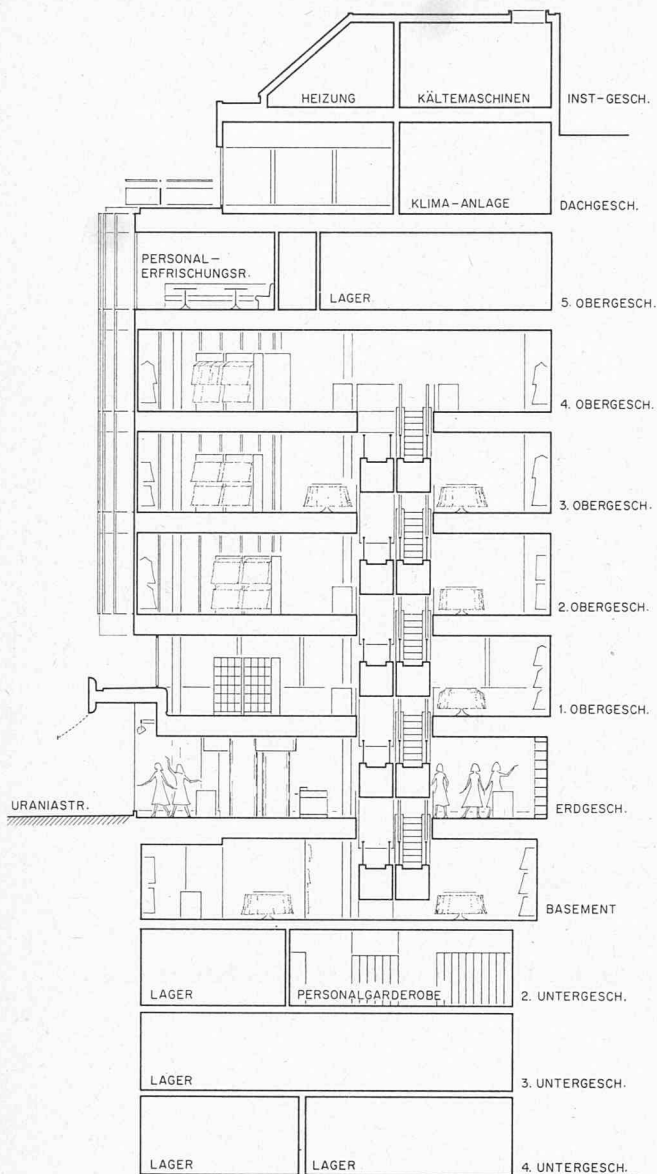 HEIZUNG KÄLTEMASCHINEN INST-GESCH.
KLIMA-ANLAGE DACHGESCH.
PERSONAL-
ERFRISCHUNGSR.
LAGER 5. OBERGESCH.
4. OBERGESCH.
3. OBERGESCH.
2. OBERGESCH.
1. OBERGESCH.
URANIASTR. ERDGESCH.
BASEMENT
LAGER PERSONALGARDEROBE 2. UNTERGESCH.
LAGER 3. UNTERGESCH.
LAGER LAGER 4. UNTERGESCH.